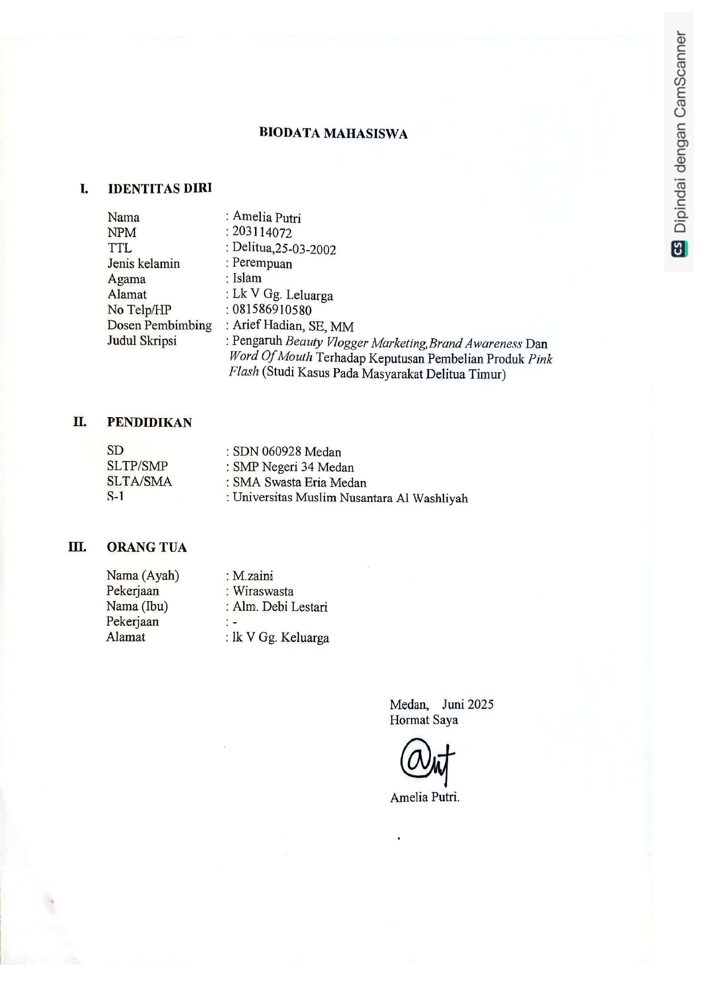 BIODATA MAHASISWA
I. IDENTITAS DIRI
Nama : Amelia Putri
NPM : 203114072
TTL : Delitua,25-03-2002
Jenis kelamin : Perempuan
Agama : Islam
Alamat : Lk V Gg. Leluarga
No Telp/HP : 081586910580
Dosen Pembimbing : Arief Hadian, SE, MM
Judul Skripsi : Pengaruh Beauty Vlogger Marketing,Brand Awareness Dan
Word Of Mouth Terhadap Keputusan Pembelian Produk Pink
Flash (Studi Kasus Pada Masyarakat Delitua Timur)
II. PENDIDIKAN
SD : SDN 060928 Medan
SLTP/SMP : SMP Negeri 34 Medan
SLTA/SMA : SMA Swasta Eria Medan
S-1 : Universitas Muslim Nusantara Al Washliyah
III. ORANG TUA
Nama (Ayah) : M.zaini
Pekerjaan : Wiraswasta
Nama (Ibu) : Alm. Debi Lestari
Pekerjaan : -
Alamat : lk V Gg. Keluarga
Medan, Juni 2025
Hormat Saya
Amelia Putri.
CS Dipindai dengan CamScanner